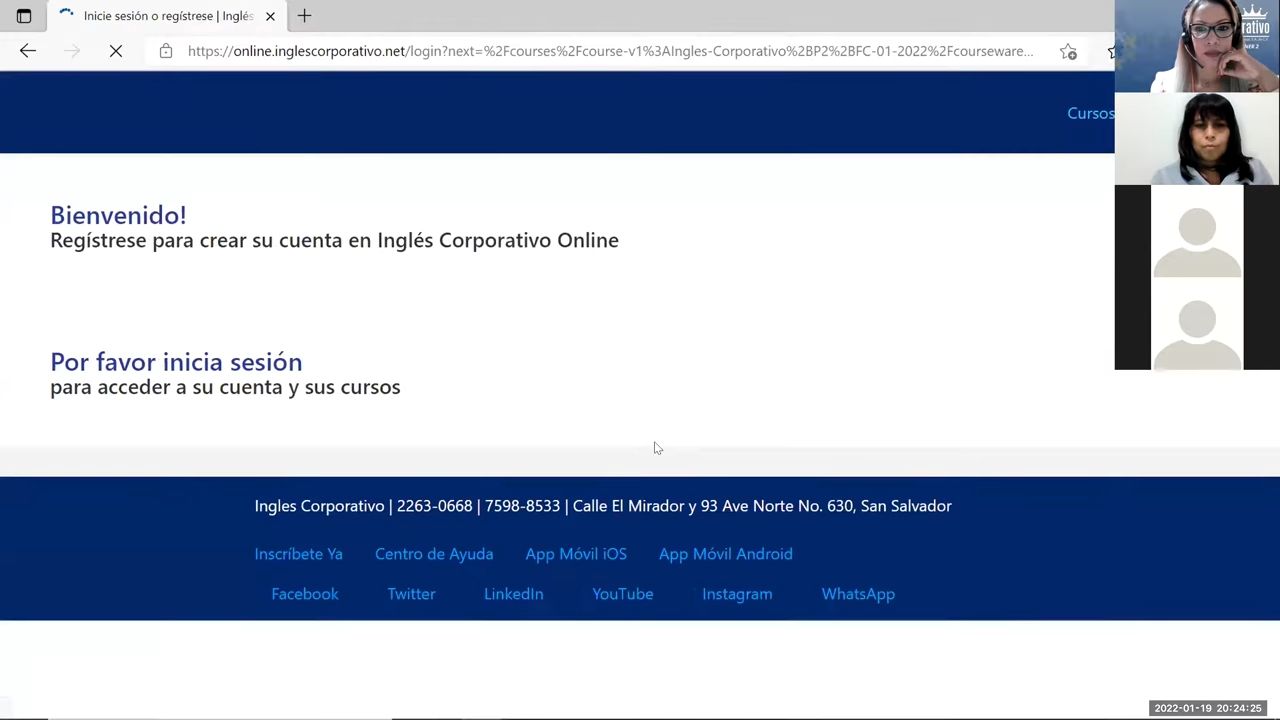 Inicie sesión o regístrese | Inglés
https://online.inglescorporativo.net/login?next=%2Fcourses%2Fcourse-v1%3AIngles-Corporativo%2BP2%2BFC-01-2022%2Fcourseware...
Cursos
Bienvenido!
Regístrese para crear su cuenta en Inglés Corporativo Online
Por favor inicia sesión
para acceder a su cuenta y sus cursos
Ingles Corporativo | 2263-0668 | 7598-8533 | Calle El Mirador y 93 Ave Norte No. 630, San Salvador
Inscríbete Ya Centro de Ayuda App Móvil iOS App Móvil Android
Facebook Twitter LinkedIn YouTube Instagram WhatsApp
2022-01-19 20:24:25